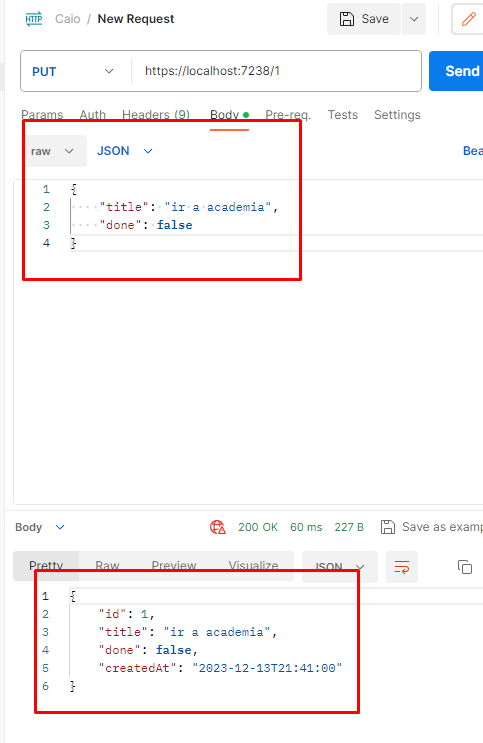 HTTP Caio / New Request Save
PUT https://localhost:7238/1 Send
Params Auth Headers (9) Body Pre-req. Tests Settings
raw JSON Bea
1 {
2 "title": "ir a academia",
3 "done": false
4 }
Body 200 OK 60 ms 227 B Save as examp
Pretty Raw Preview Visualize JSON
1 {
2 "id": 1,
3 "title": "ir a academia",
4 "done": false,
5 "createdAt": "2023-12-13T21:41:00"
6 }